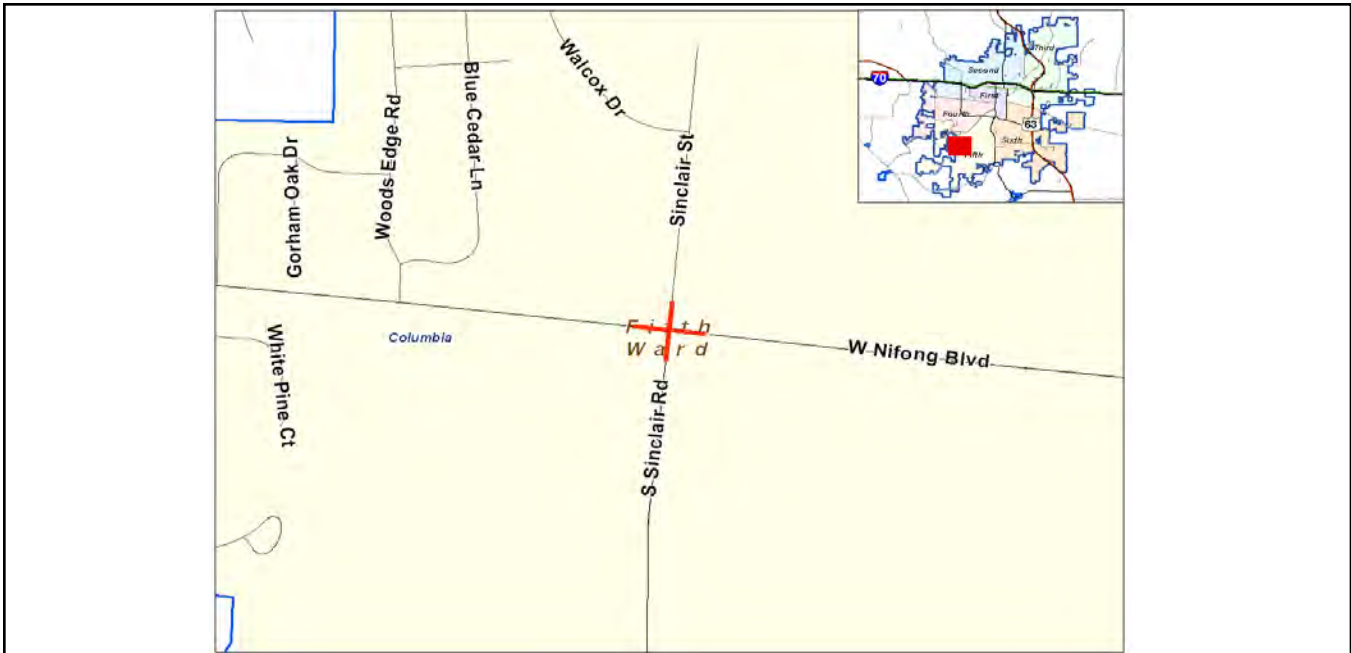 Walcox Dr
Blue Cedar Ln
Woods Edge Rd
Gorham Oak Dr
Sinclair St
Third
Second
70
First
Fourth
63
Sixth
Fifth
Columbia
Fifth
Ward
W Nifong Blvd
White Pine Ct
S Sinclair Rd